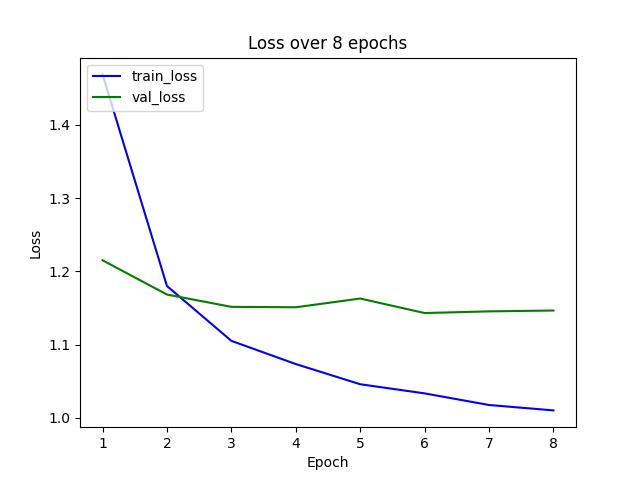 Loss over 8 epochs
train_loss
val_loss
1.4
1.3
1.2
1.1
1.0
Loss
1 2 3 4 5 6 7 8
Epoch